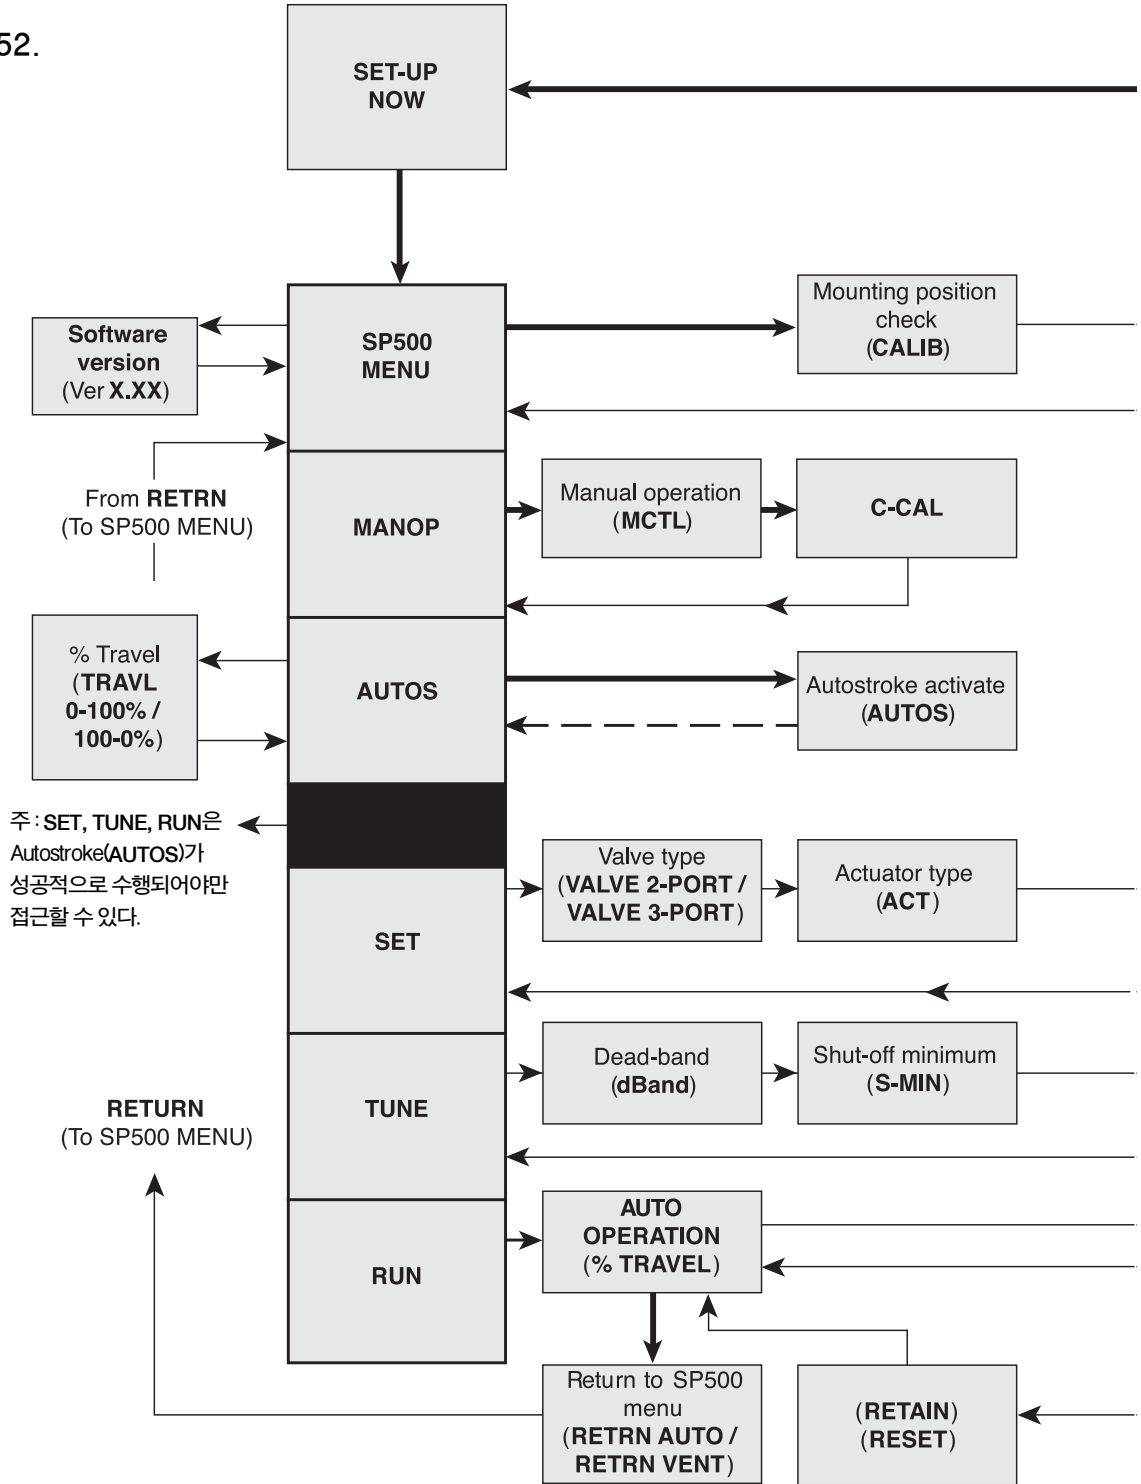 52.
SET-UP
NOW
Software
version
(Ver X.XX)
SP500
MENU
Mounting position
check
(CALIB)
From RETRN
(To SP500 MENU)
MANOP
Manual operation
(MCTL)
C-CAL
% Travel
(TRAVL
0-100% /
100-0%)
AUTOS
Autostroke activate
(AUTOS)
주 : SET, TUNE, RUN은
Autostroke(AUTOS)가
성공적으로 수행되어야만
접근할 수 있다.
SET
Valve type
(VALVE 2-PORT /
VALVE 3-PORT)
Actuator type
(ACT)
RETURN
(To SP500 MENU)
TUNE
Dead-band
(dBand)
Shut-off minimum
(S-MIN)
RUN
AUTO
OPERATION
(% TRAVEL)
Return to SP500
menu
(RETRN AUTO /
RETRN VENT)
(RETAIN)
(RESET)